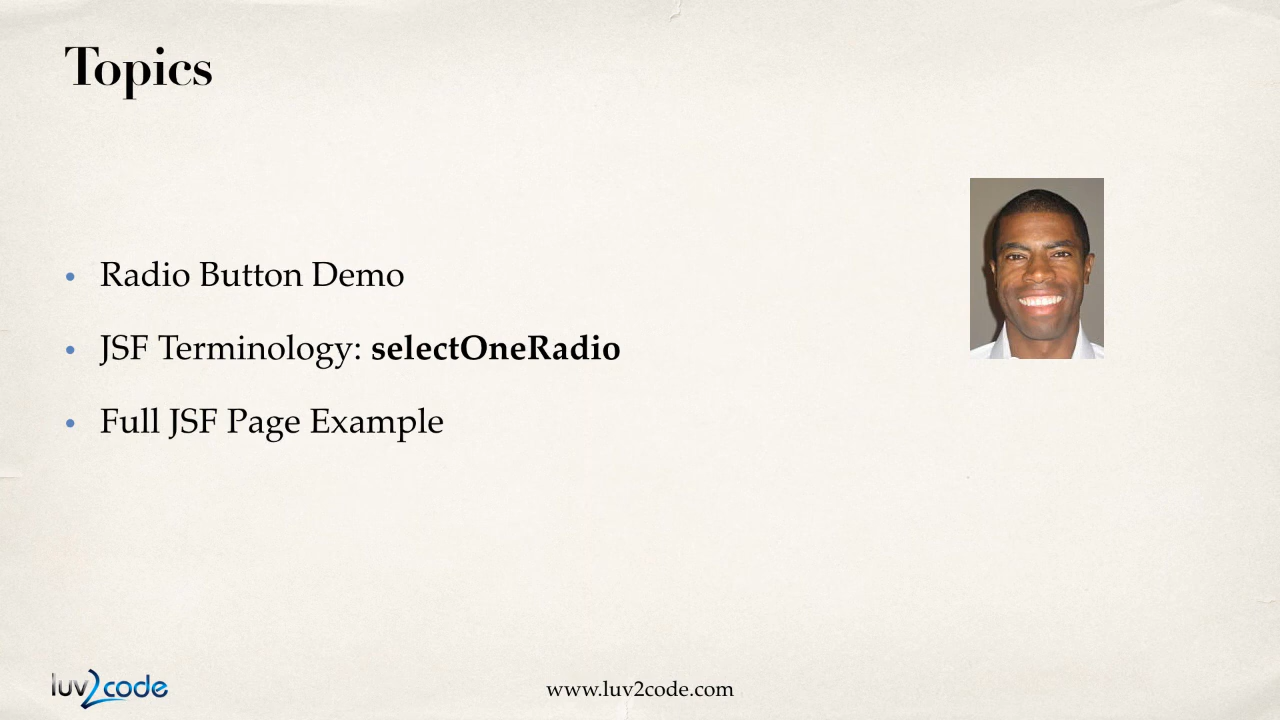 Topics
• Radio Button Demo
• JSF Terminology: selectOneRadio
• Full JSF Page Example
luv2code
www.luv2code.com